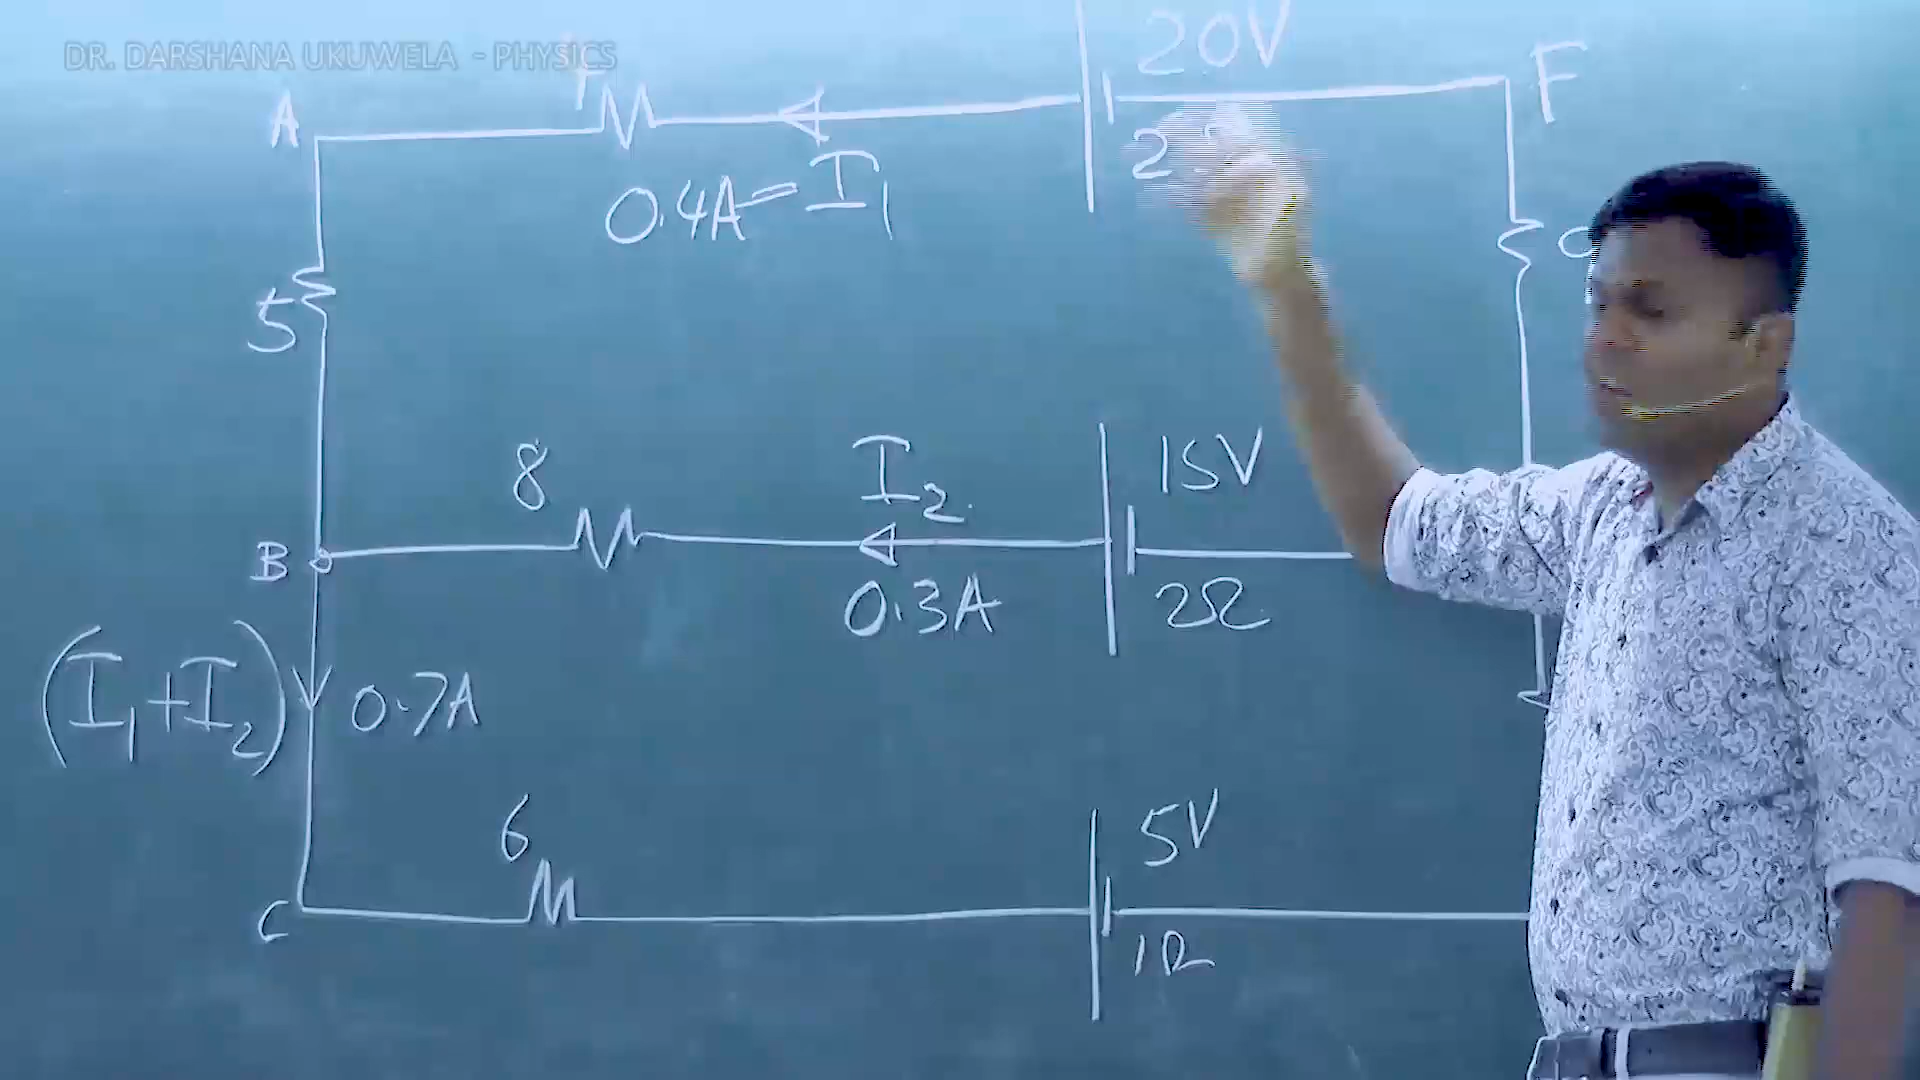 DR. DARSHANA UKUWELA - PHYSICS
20V
A
F
2
0.4A = I₁
5
8
I₂
15V
B
0.3A
2Ω
(I₁+I₂)
0.7A
6
5V
C
1Ω